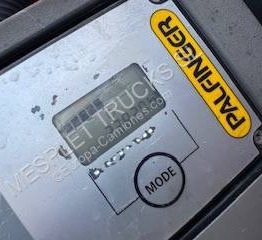 PALFINGER
MESPLET TRUCKS
© Europa-Camiones.com
MODE